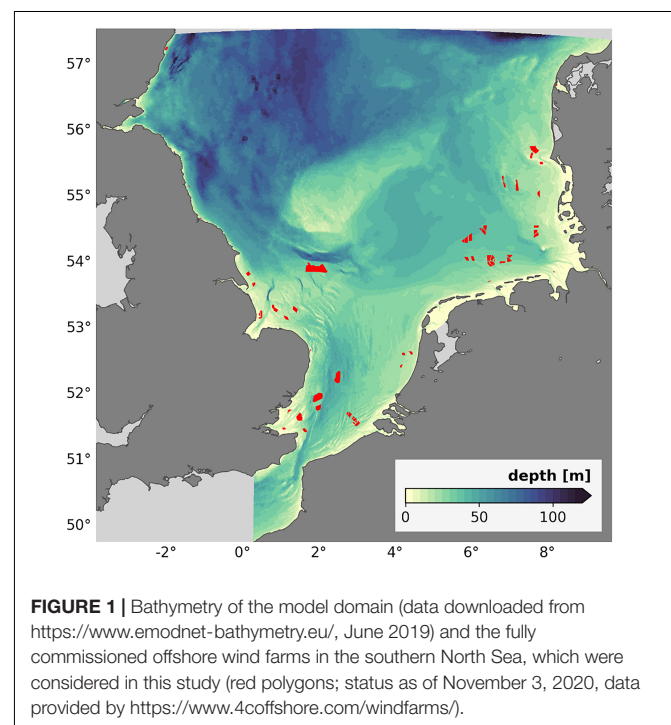 57°
56°
55°
54°
53°
52°
51°
50°
depth [m]
0 50 100
-2° 0° 2° 4° 6° 8°
FIGURE 1 | Bathymetry of the model domain (data downloaded from
https://www.emodnet-bathymetry.eu/, June 2019) and the fully
commissioned offshore wind farms in the southern North Sea, which were
considered in this study (red polygons; status as of November 3, 2020, data
provided by https://www.4coffshore.com/windfarms/).